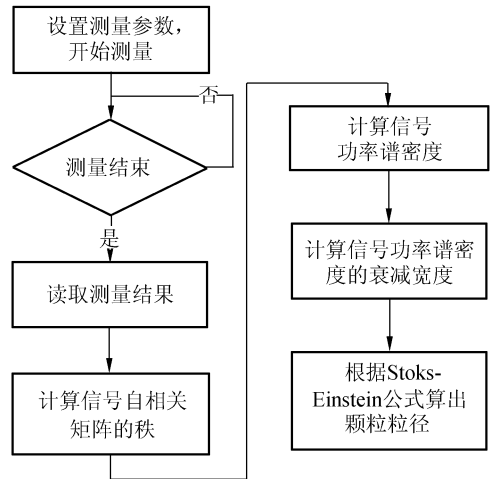 设置测量参数,
开始测量
否
测量结束
是
读取测量结果
计算信号自相关
矩阵的秩
计算信号
功率谱密度
计算信号功率谱密
度的衰减宽度
根据Stoks-
Einstein公式算出
颗粒粒径